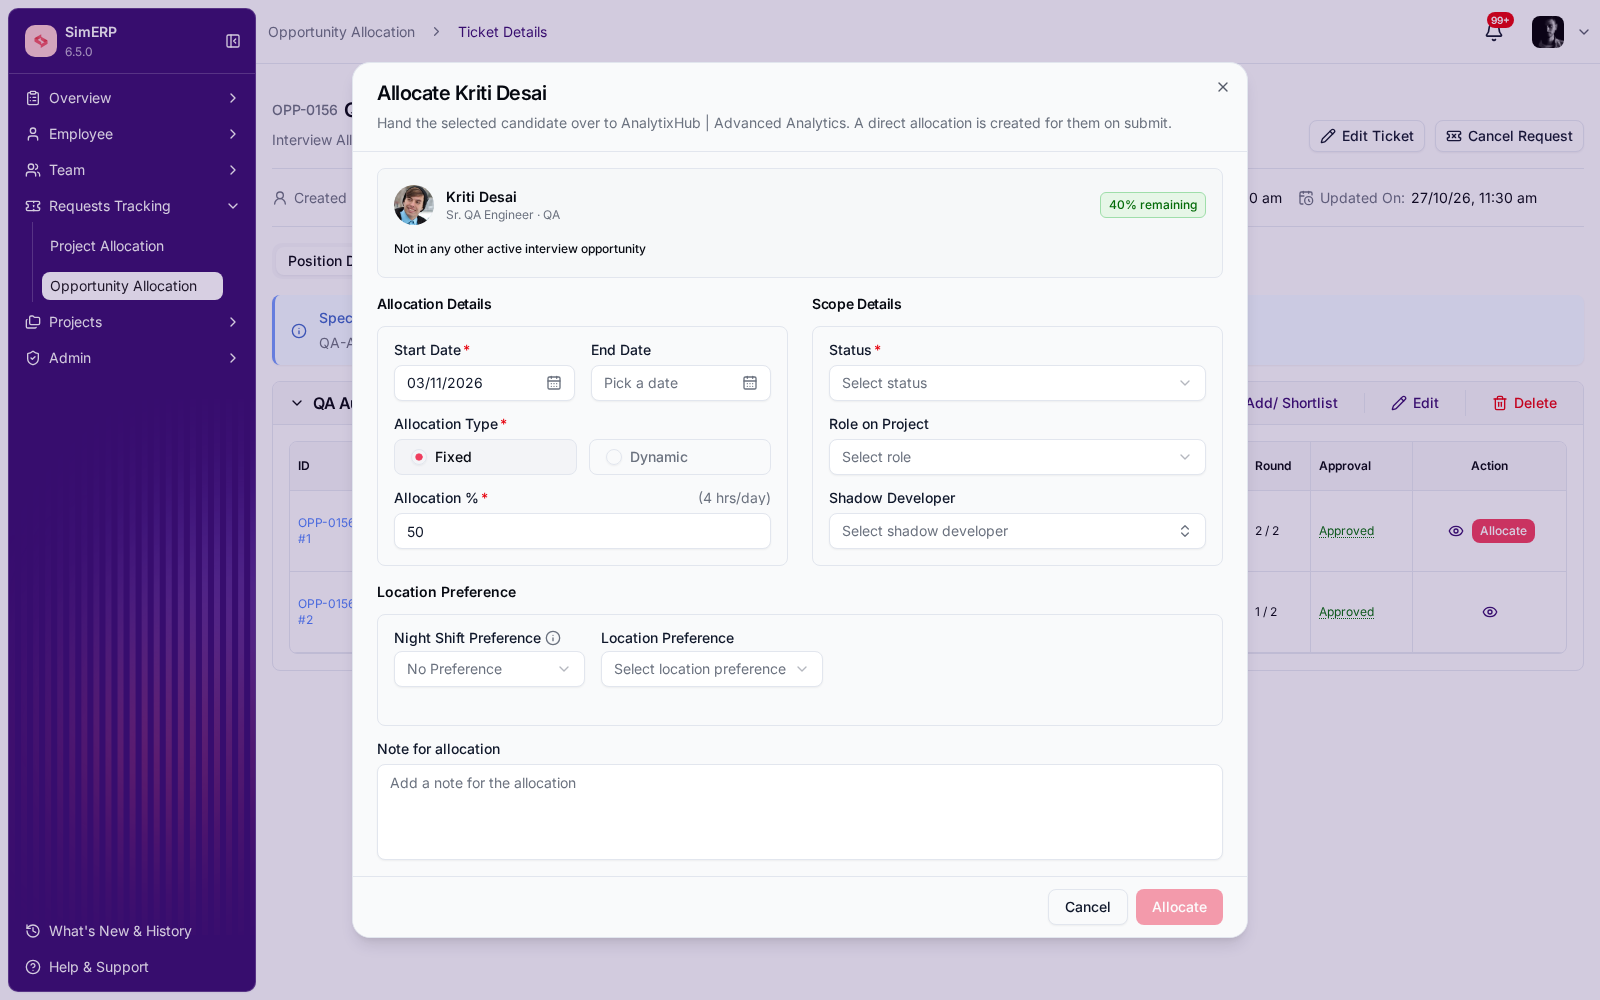 SimERP
6.5.0
Overview
Employee
Team
Requests Tracking
Project Allocation
Opportunity Allocation
Projects
Admin
What's New & History
Help & Support
Opportunity Allocation
Ticket Details
99+
OPP-0156
Interview
Edit Ticket
Cancel Request
Created
0 am
Updated On: 27/10/26, 11:30 am
Position
QA
Add/ Shortlist
Edit
Delete
ID
Round
Approval
Action
OPP-0156
#1
2 / 2
Approved
Allocate
OPP-0156
#2
1 / 2
Approved
Allocate Kriti Desai
Hand the selected candidate over to AnalytixHub | Advanced Analytics. A direct allocation is created for them on submit.
Kriti Desai
Sr. QA Engineer · QA
40% remaining
Not in any other active interview opportunity
Allocation Details
Start Date *
End Date
03/11/2026
Pick a date
Allocation Type *
Fixed
Dynamic
Allocation % *
(4 hrs/day)
50
Scope Details
Status *
Select status
Role on Project
Select role
Shadow Developer
Select shadow developer
Location Preference
Night Shift Preference
Location Preference
No Preference
Select location preference
Note for allocation
Add a note for the allocation
Cancel
Allocate